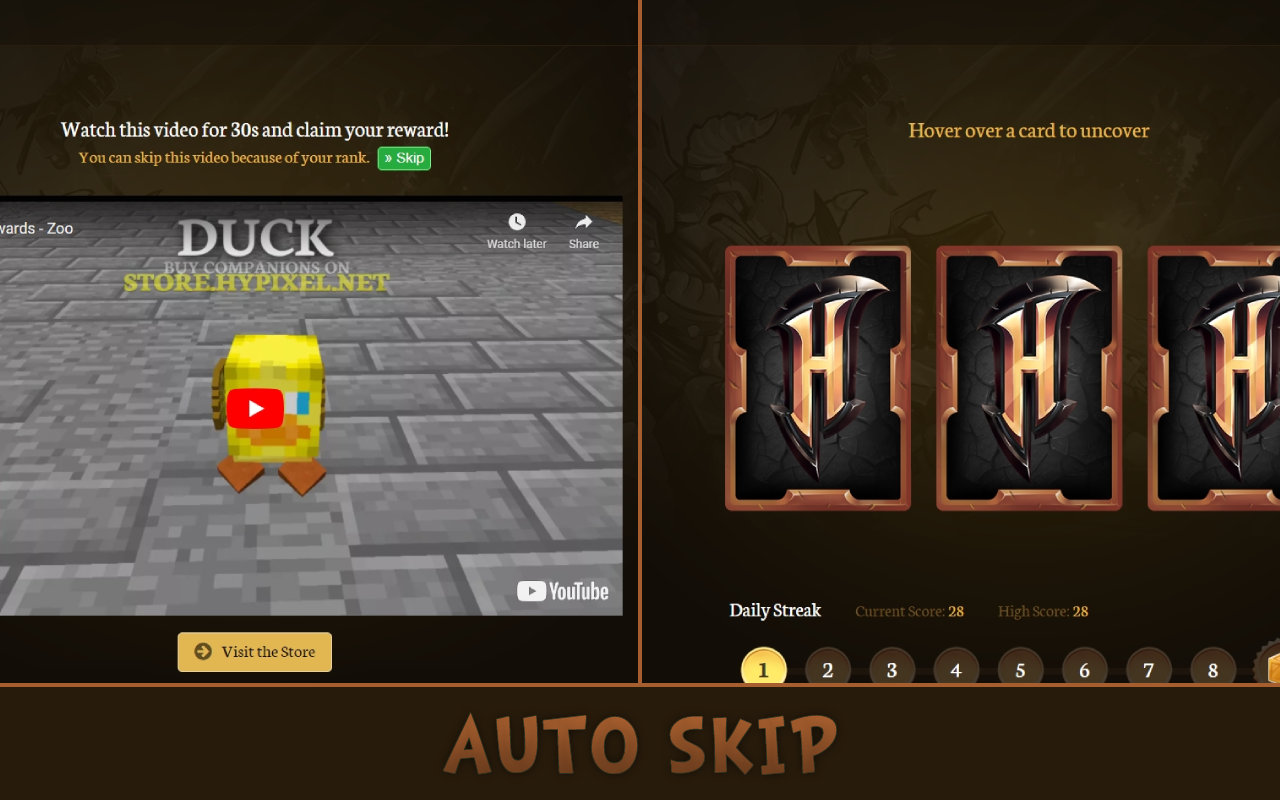 Watch this video for 30s and claim your reward!
You can skip this video because of your rank. » Skip
wards - Zoo
Watch later
Share
DUCK
BUY COMPANIONS ON
STORE.HYPIXEL.NET
YouTube
Visit the Store
Hover over a card to uncover
H H H
Daily Streak Current Score: 28 High Score: 28
1 2 3 4 5 6 7 8
AUTO SKIP